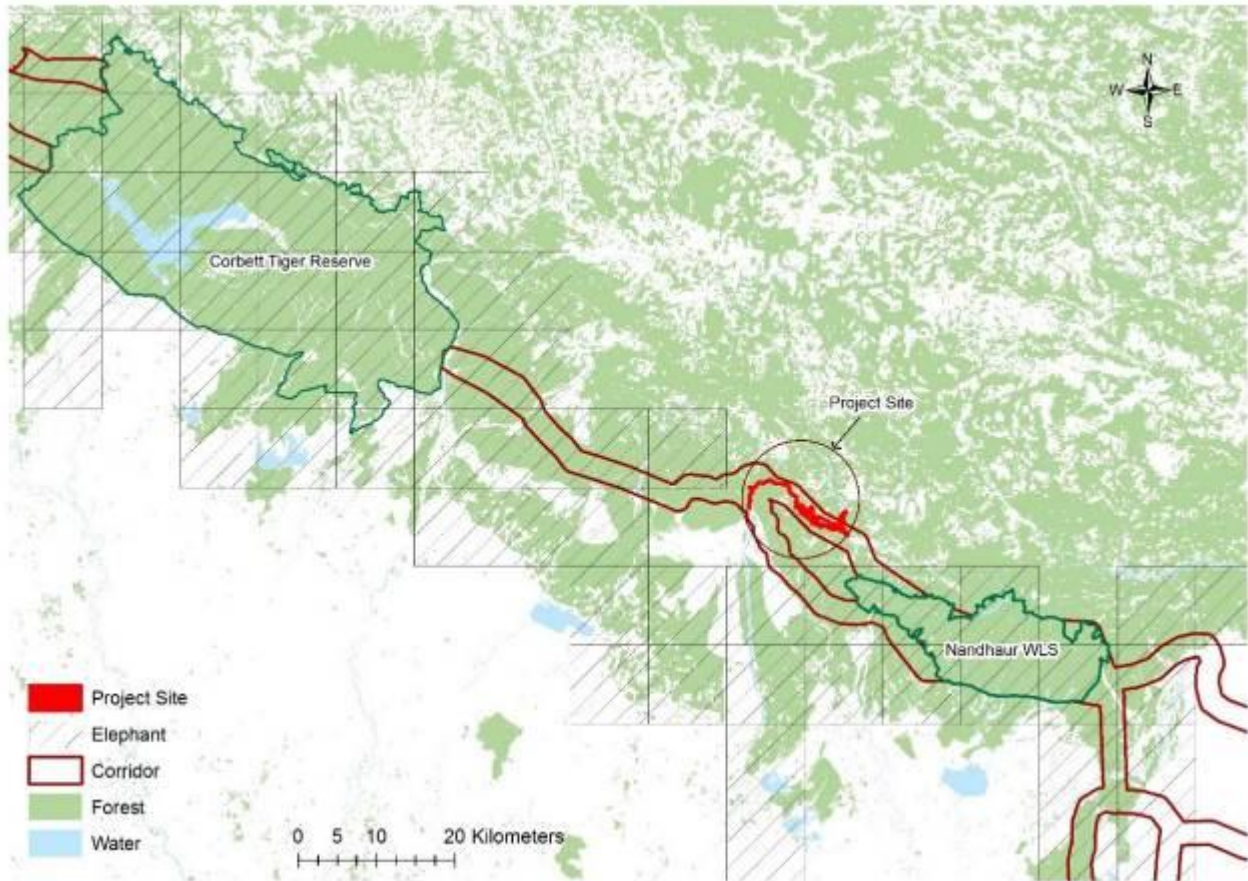 N
W E
S
Corbett Tiger Reserve
Project Site
Nandhaur WLS
Project Site
Elephant
Corridor
Forest
Water
0 5 10 20 Kilometers